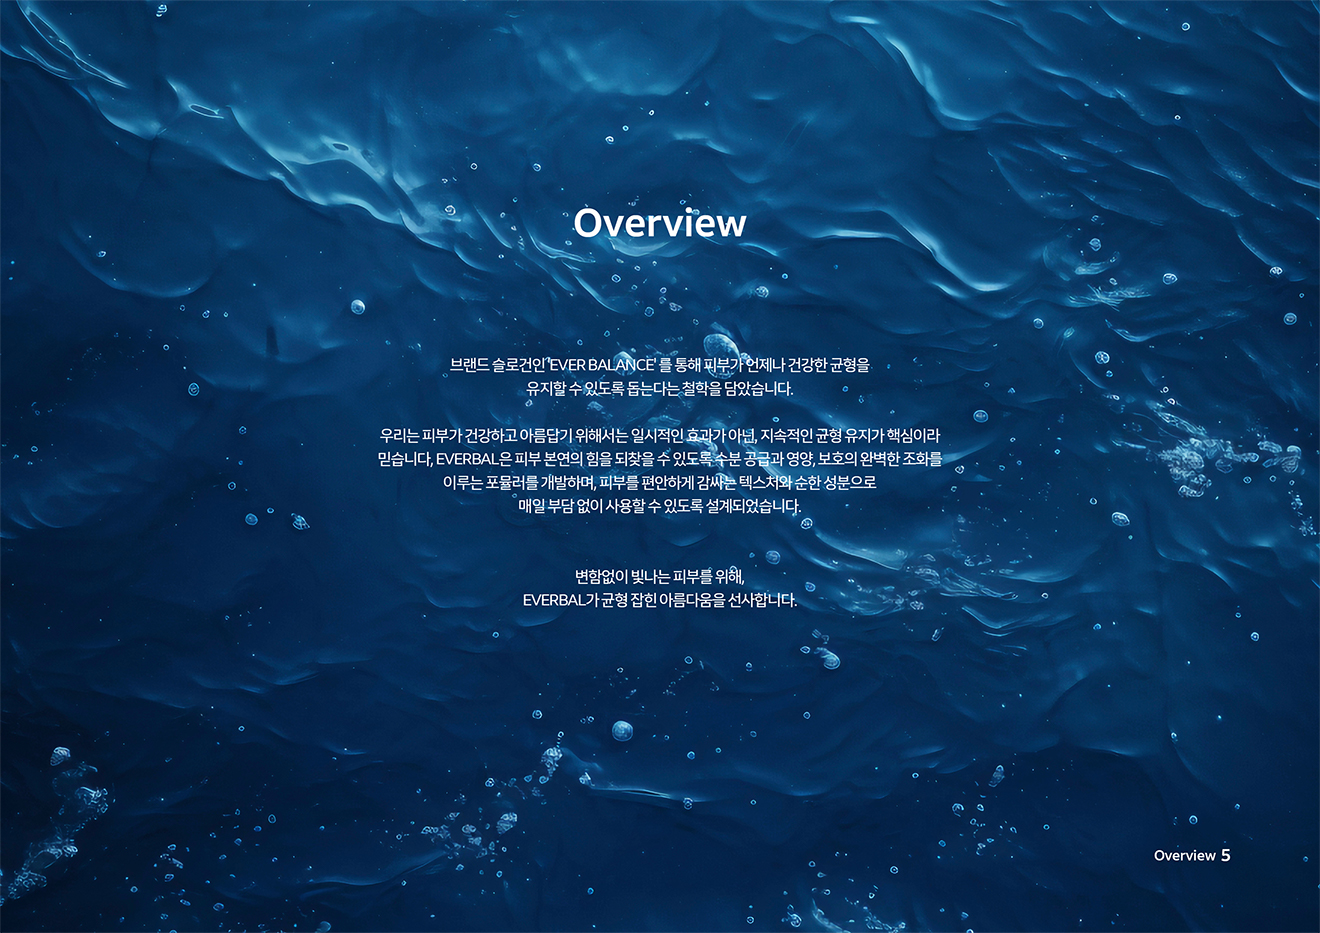 Overview
브랜드 슬로건인 'EVER BALANCE' 를 통해 피부가 언제나 건강한 균형을
유지할 수 있도록 돕는다는 철학을 담았습니다.
우리는 피부가 건강하고 아름답기 위해서는 일시적인 효과가 아닌, 지속적인 균형 유지가 핵심이라
믿습니다, EVERBAL은 피부 본연의 힘을 되찾을 수 있도록 수분 공급과 영양, 보호의 완벽한 조화를
이루는 포뮬러를 개발하며, 피부를 편안하게 감싸는 텍스처와 순한 성분으로
매일 부담 없이 사용할 수 있도록 설계되었습니다.
변함없이 빛나는 피부를 위해,
EVERBAL가 균형 잡힌 아름다움을 선사합니다.
Overview 5